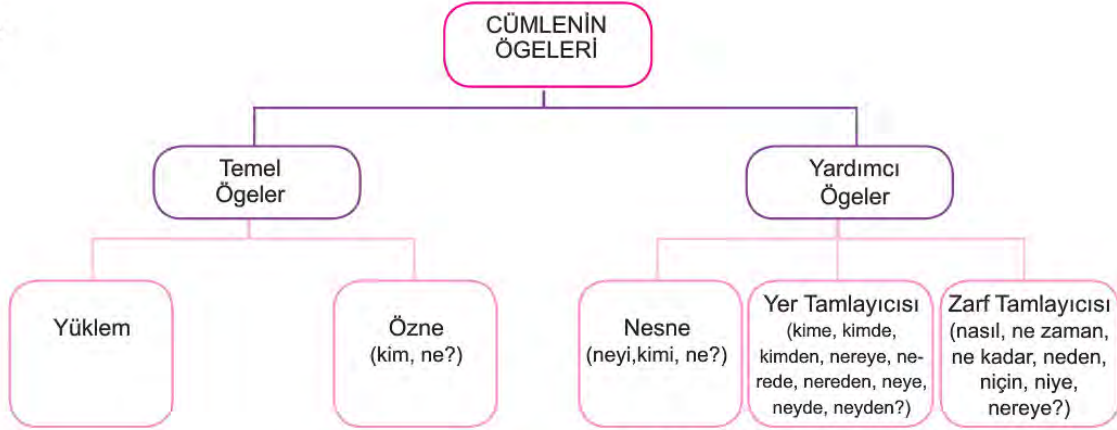 CÜMLENİN
ÖGELERİ
Temel
Ögeler
Yardımcı
Ögeler
Yüklem
Özne
(kim, ne?)
Nesne
(neyi,kimi, ne?)
Yer Tamlayıcısı
(kime, kimde,
kimden, nereye, ne-
rede, nereden, neye,
neyde, neyden?)
Zarf Tamlayıcısı
(nasıl, ne zaman,
ne kadar, neden,
niçin, niye,
nereye?)